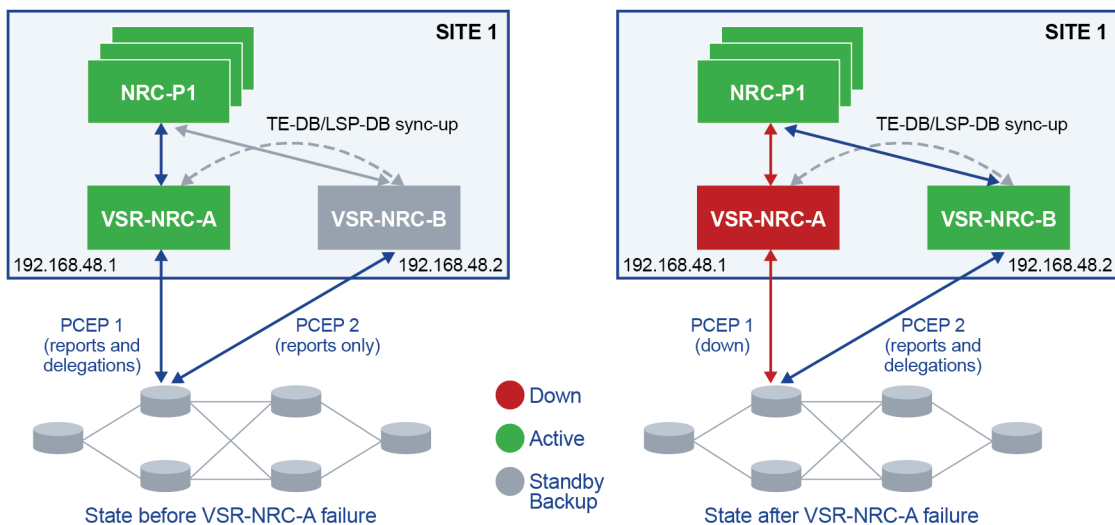 SITE 1
NRC-P1
TE-DB/LSP-DB sync-up
VSR-NRC-A
VSR-NRC-B
192.168.48.1
192.168.48.2
PCEP 1
(reports and
delegations)
PCEP 2
(reports only)
State before VSR-NRC-A failure
Down
Active
Standby
Backup
SITE 1
NRC-P1
TE-DB/LSP-DB sync-up
VSR-NRC-A
VSR-NRC-B
192.168.48.1
192.168.48.2
PCEP 1
(down)
PCEP 2
(reports and
delegations)
State after VSR-NRC-A failure